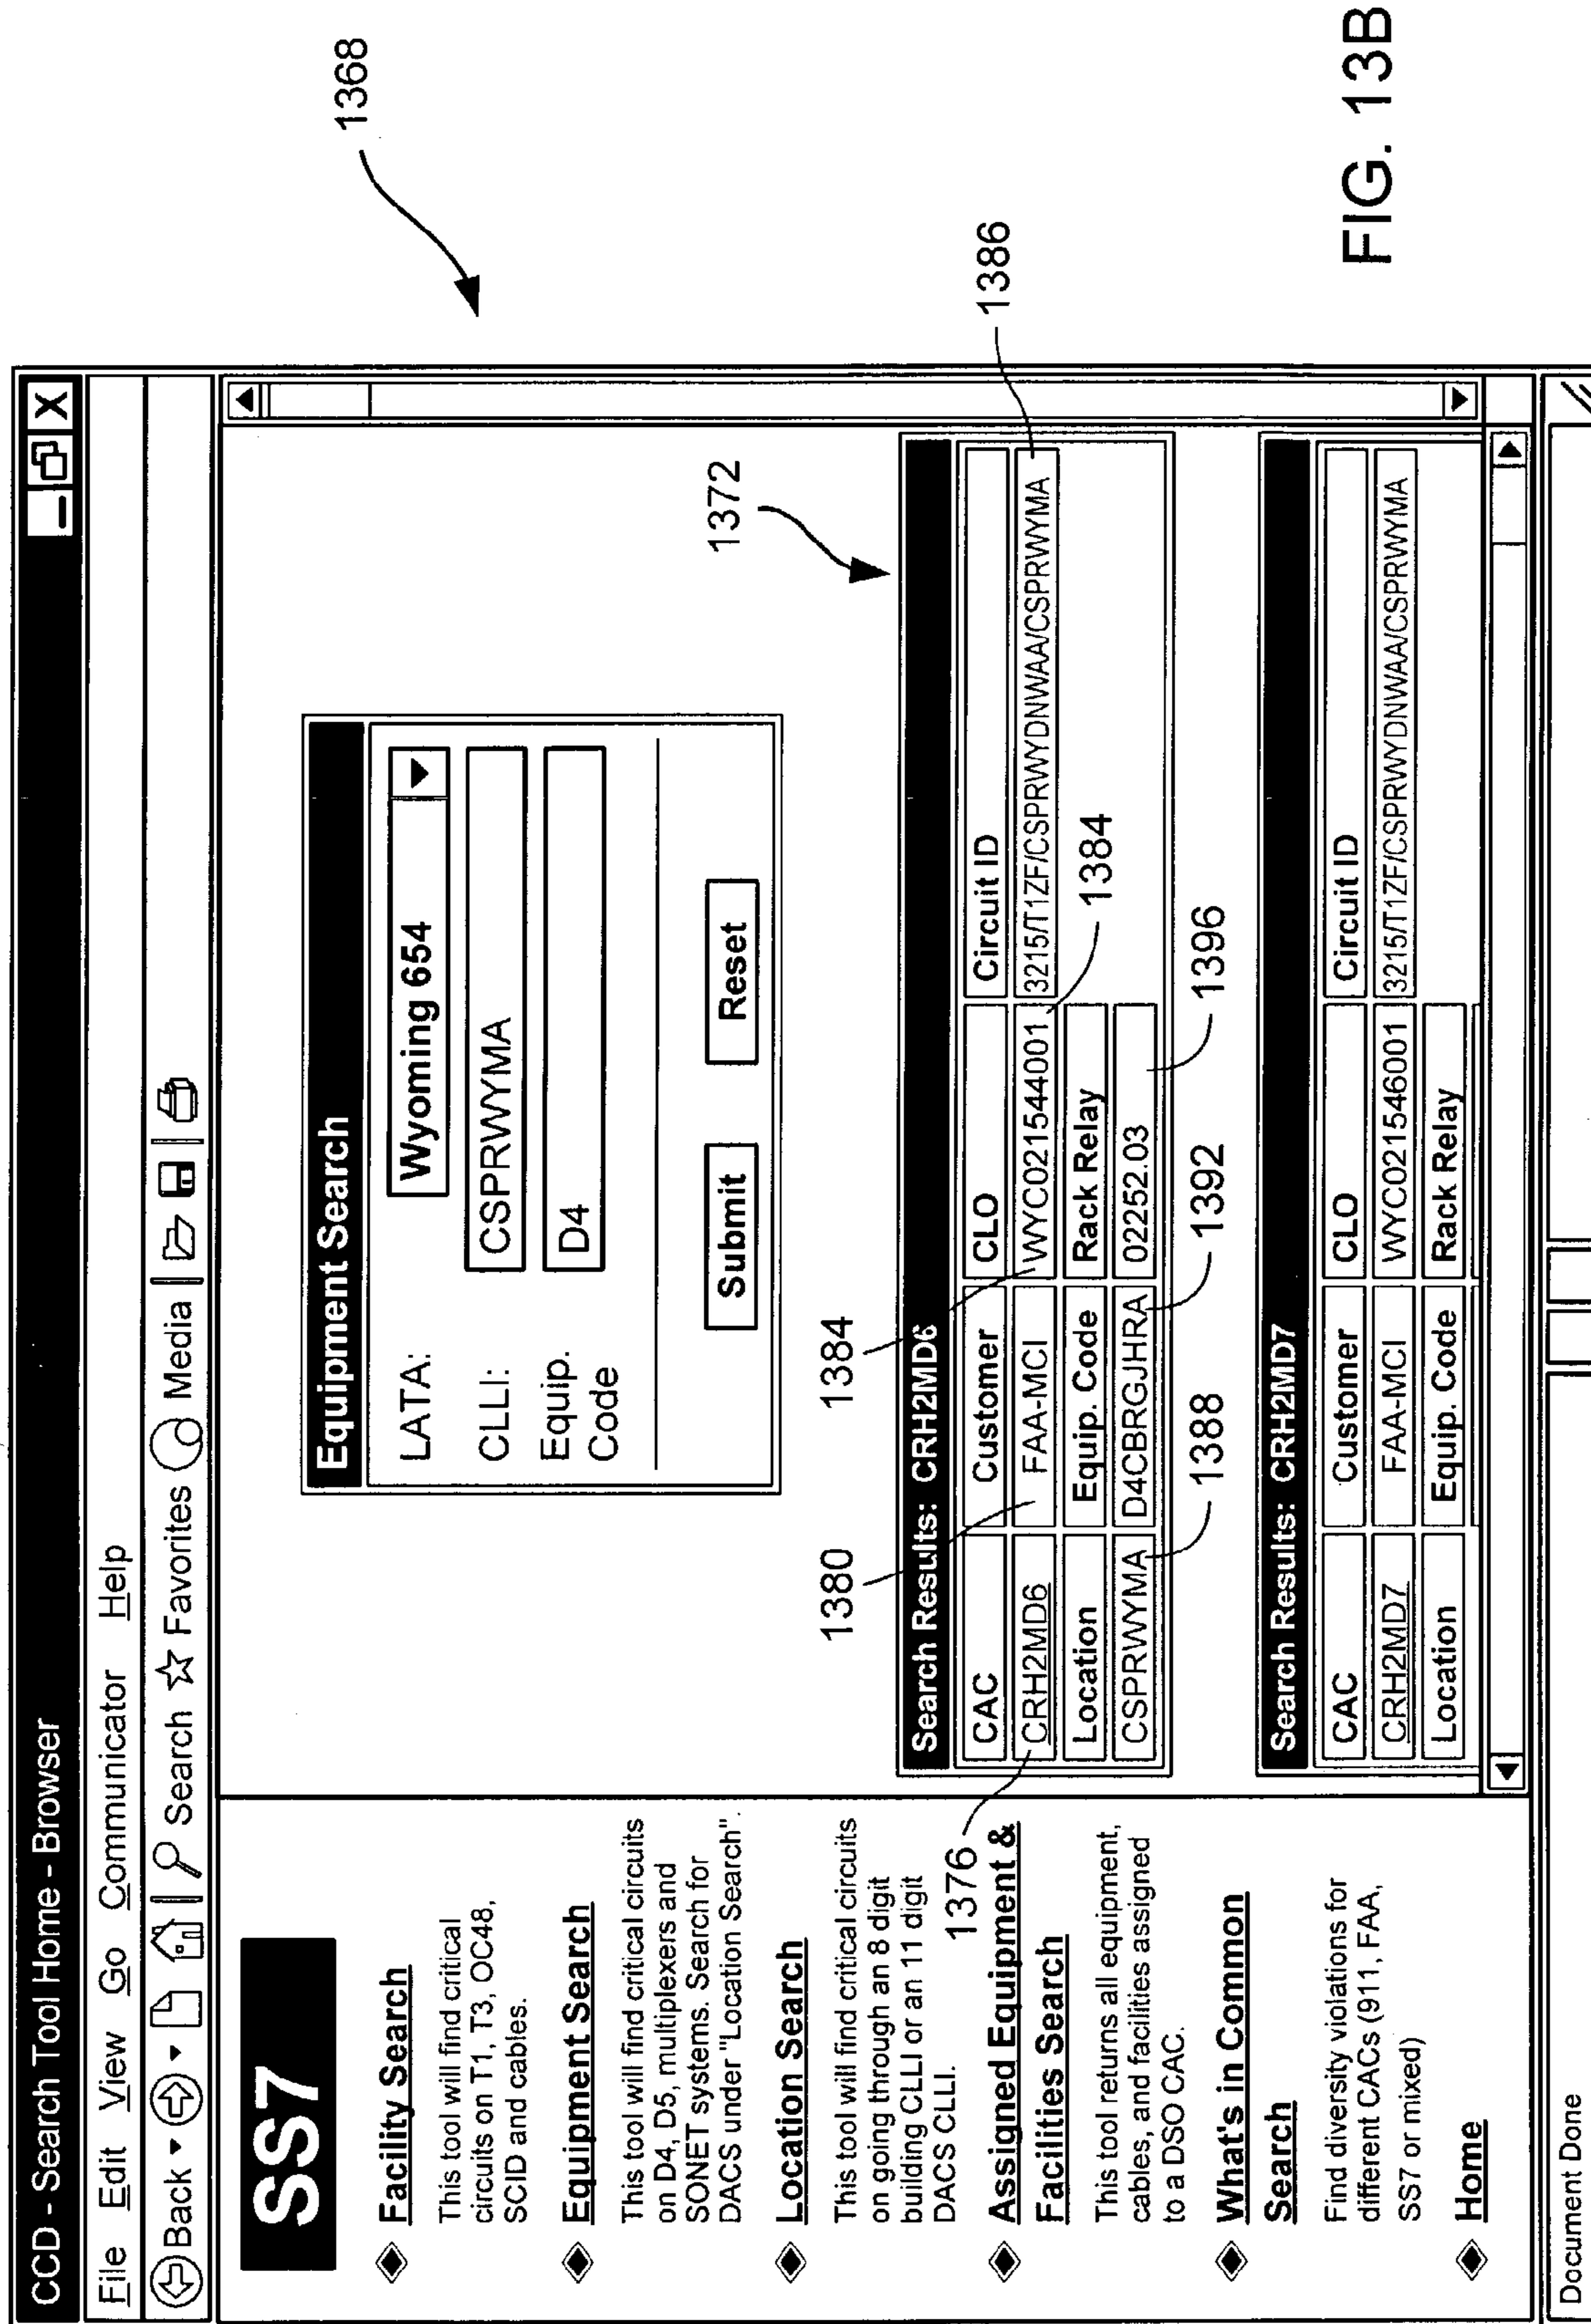 CCD - Search Tool Home - Browser
File Edit View Go Communicator Help
Back Search Favorites Media
SS7
Facility Search
This tool will find critical
circuits on T1, T3, OC48,
SCID and cables.
Equipment Search
This tool will find critical circuits
on D4, D5, multiplexers and
SONET systems. Search for
DACS under "Location Search".
Location Search
This tool will find critical circuits
on going through an 8 digit
building CLLI or an 11 digit
DACS CLLI.
Assigned Equipment &
Facilities Search
This tool returns all equipment,
cables, and facilities assigned
to a DSO CAC.
What's in Common
Search
Find diversity violations for
different CACs (911, FAA,
SS7 or mixed)
Home
Equipment Search
LATA: Wyoming 654
CLLI: CSPRWYMA
Equip.
Code D4
Submit Reset
1368
1372
1380 1384
Search Results: CRH2MD6
CAC Customer CLO Circuit ID
CRH2MD6 FAA-MCI WYC021544001 3215/T1ZF/CSPRWYDNWAA/CSPRWYMA
Location Equip. Code Rack Relay
CSPRWYMA D4CBRGJHRA 02252.03
1376
1384
1386
1388 1392 1396
Search Results: CRH2MD7
CAC Customer CLO Circuit ID
CRH2MD7 FAA-MCI WYC021546001 3215/T1ZF/CSPRWYDNWAA/CSPRWYMA
Location Equip. Code Rack Relay
Document Done
FIG. 13B